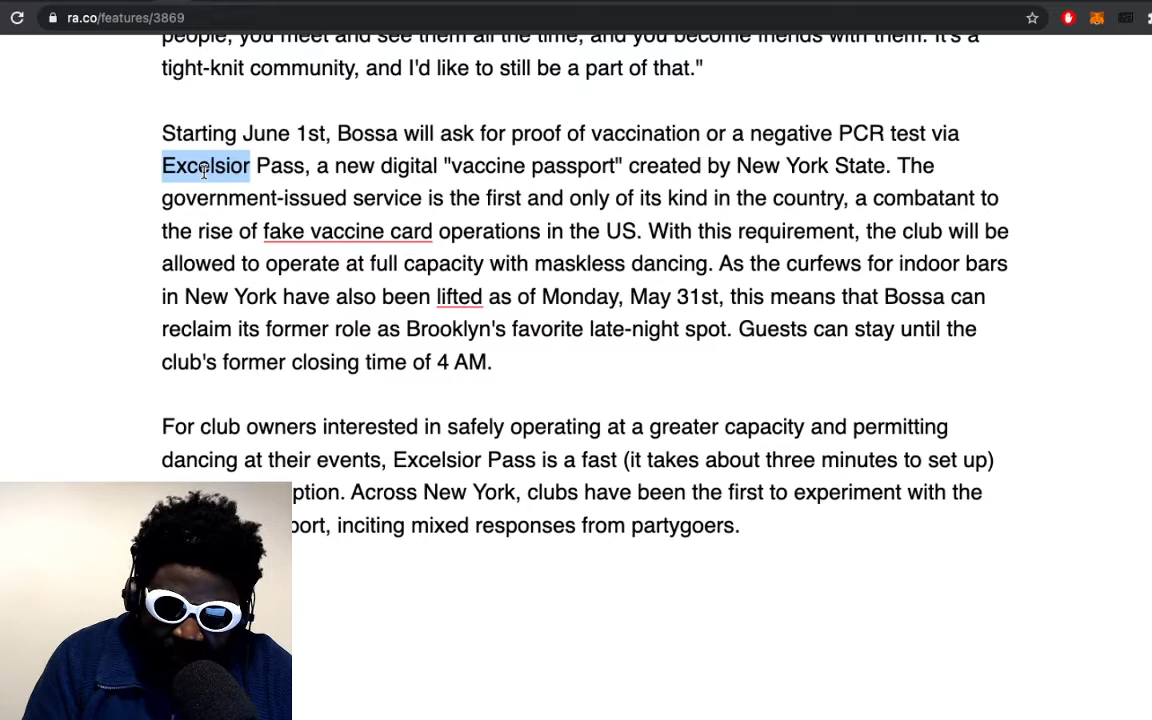 ra.co/features/3869
people, you meet and see them all the time, and you become friends with them. It's a
tight-knit community, and I'd like to still be a part of that."
Starting June 1st, Bossa will ask for proof of vaccination or a negative PCR test via
Excelsior Pass, a new digital "vaccine passport" created by New York State. The
government-issued service is the first and only of its kind in the country, a combatant to
the rise of fake vaccine card operations in the US. With this requirement, the club will be
allowed to operate at full capacity with maskless dancing. As the curfews for indoor bars
in New York have also been lifted as of Monday, May 31st, this means that Bossa can
reclaim its former role as Brooklyn's favorite late-night spot. Guests can stay until the
club's former closing time of 4 AM.
For club owners interested in safely operating at a greater capacity and permitting
dancing at their events, Excelsior Pass is a fast (it takes about three minutes to set up)
ption. Across New York, clubs have been the first to experiment with the
port, inciting mixed responses from partygoers.